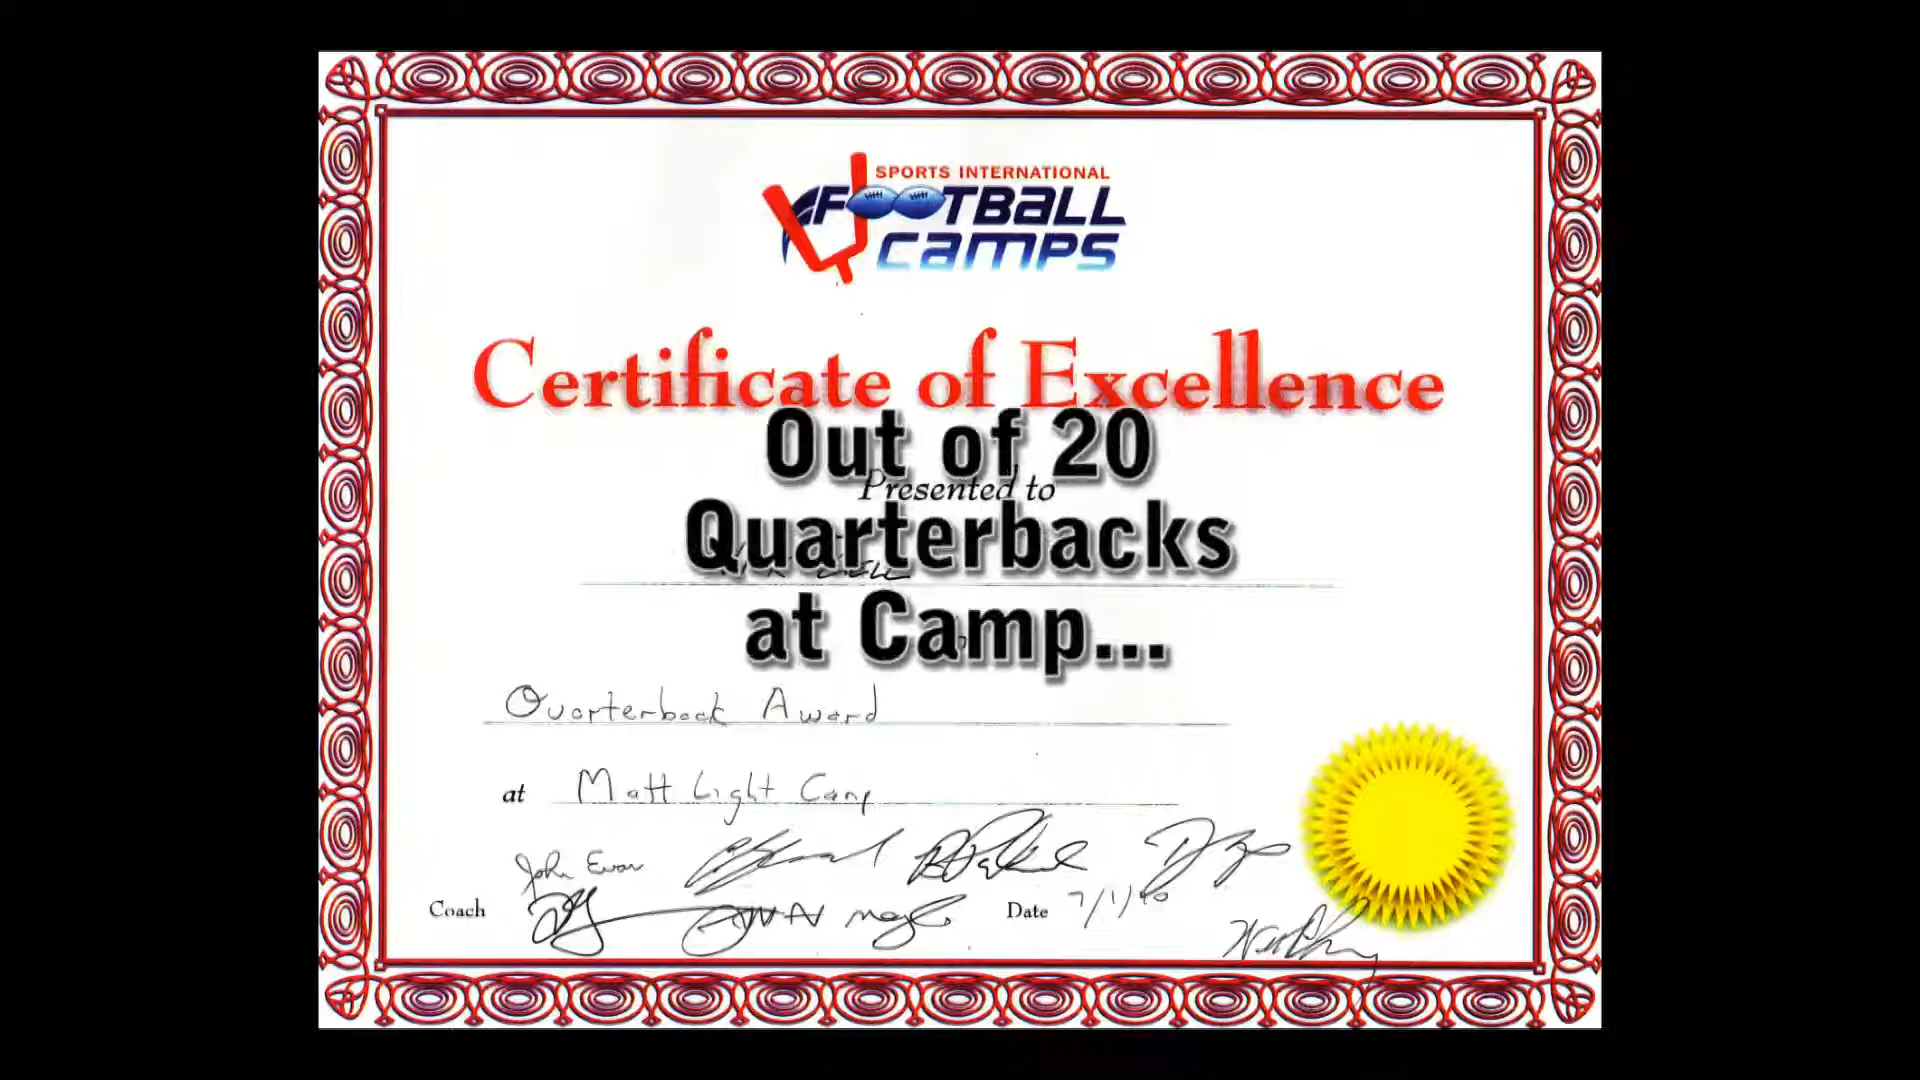 SPORTS INTERNATIONAL
FOOTBALL
CAMPS
Certificate of Excellence
Out of 20
Presented to
Quarterbacks
at Camp...
Quarterback Award
at Matt Light Camp
John Evan
Coach
Date 7/1/10